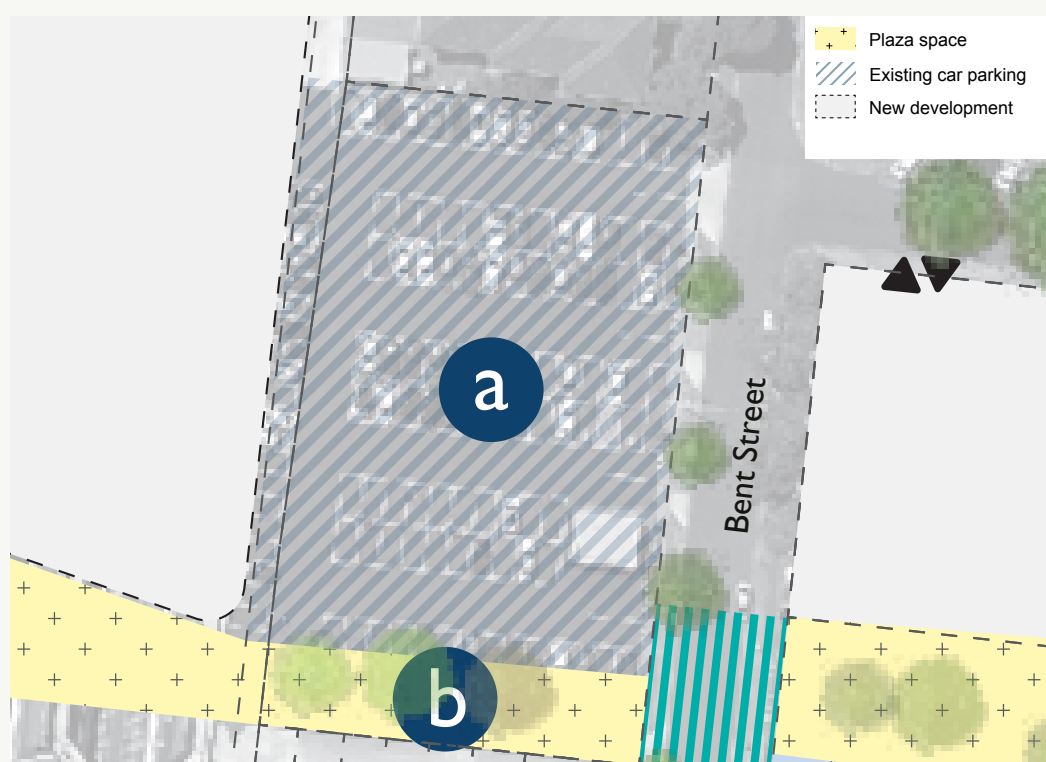 Plaza space
Existing car parking
New development
a
Bent Street
b